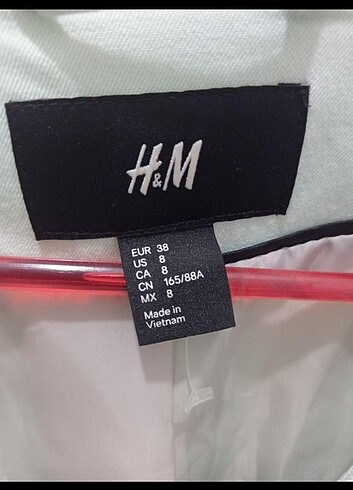 H&M
EUR 38
US 8
CA 8
CN 165/88A
MX 8
Made in
Vietnam